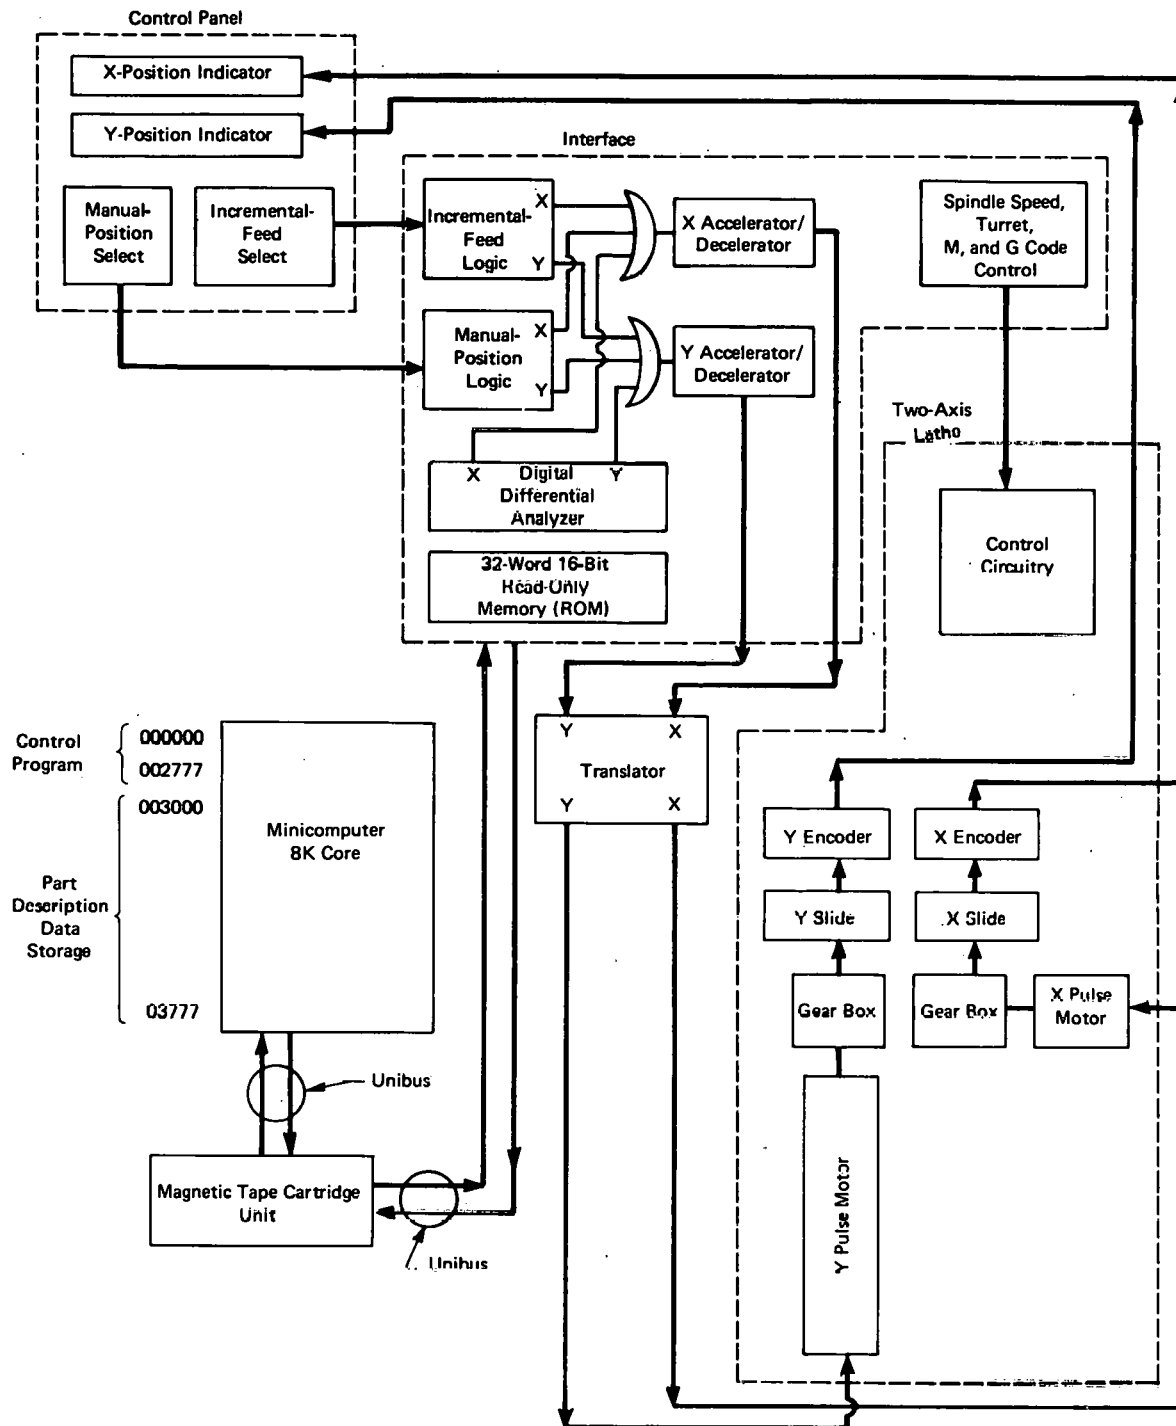 Control Panel
X-Position Indicator
Y-Position Indicator
Manual-
Position
Select
Incremental-
Feed
Select
Interface
Incremental-
Feed
Logic
X
Y
Manual-
Position
Logic
X
Y
X Accelerator/
Decelerator
Y Accelerator/
Decelerator
Spindle Speed,
Turret,
M, and G Code
Control
X
Y
Digital
Differential
Analyzer
32-Word 16-Bit
Read-Only
Memory (ROM)
Two-Axis
Latho
Control
Circuitry
Control
Program
000000
002777
003000
Part
Description
Data
Storage
03777
Minicomputer
8K Core
Y
X
Translator
Y
X
Y Encoder
X Encoder
Y Slide
X Slide
Gear Box
Gear Box
X Pulse
Motor
Y Pulse Motor
Unibus
Magnetic Tape Cartridge
Unit
Unibus